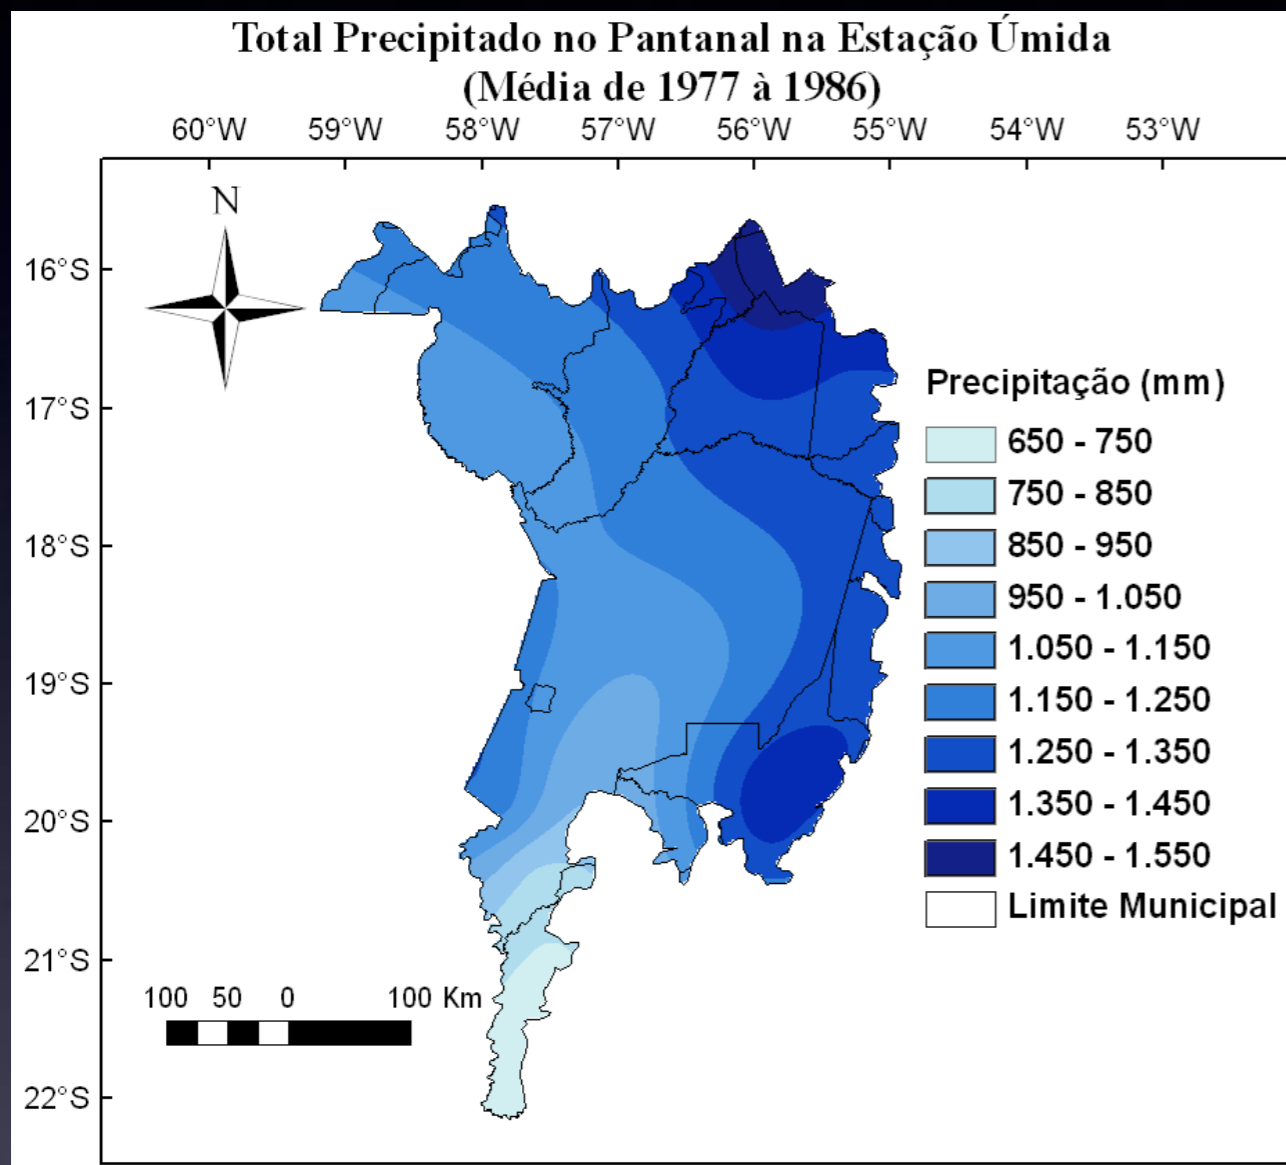 Total Precipitado no Pantanal na Estação Úmida
(Média de 1977 à 1986)
60°W 59°W 58°W 57°W 56°W 55°W 54°W 53°W
N
16°S
17°S
18°S
19°S
20°S
21°S
22°S
Precipitação (mm)
650 - 750
750 - 850
850 - 950
950 - 1.050
1.050 - 1.150
1.150 - 1.250
1.250 - 1.350
1.350 - 1.450
1.450 - 1.550
Limite Municipal
100 50 0 100 Km